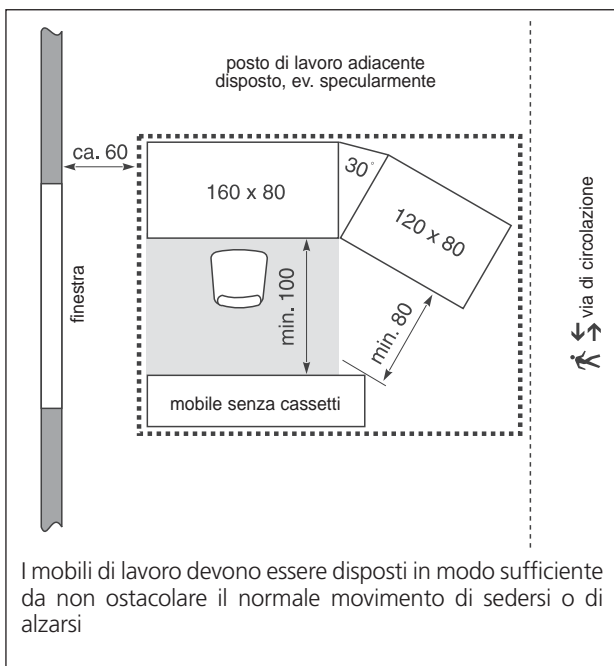 posto di lavoro adiacente
disposto, ev. specularmente
ca. 60
160 x 80
30°
120 x 80
finestra
min. 100
min. 80
via di circolazione
mobile senza cassetti
I mobili di lavoro devono essere disposti in modo sufficiente
da non ostacolare il normale movimento di sedersi o di
alzarsi